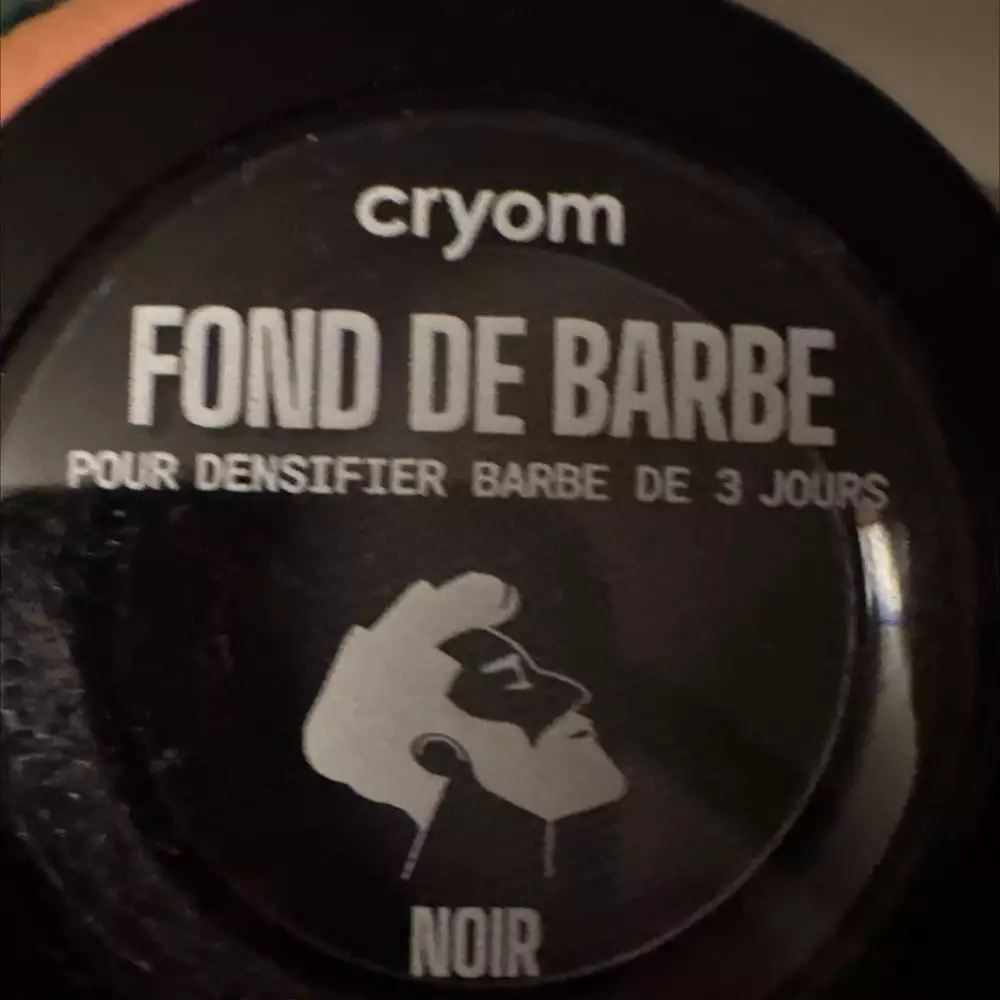 cryom
FOND DE BARBE
POUR DENSIFIER BARBE DE 3 JOURS
NOIR